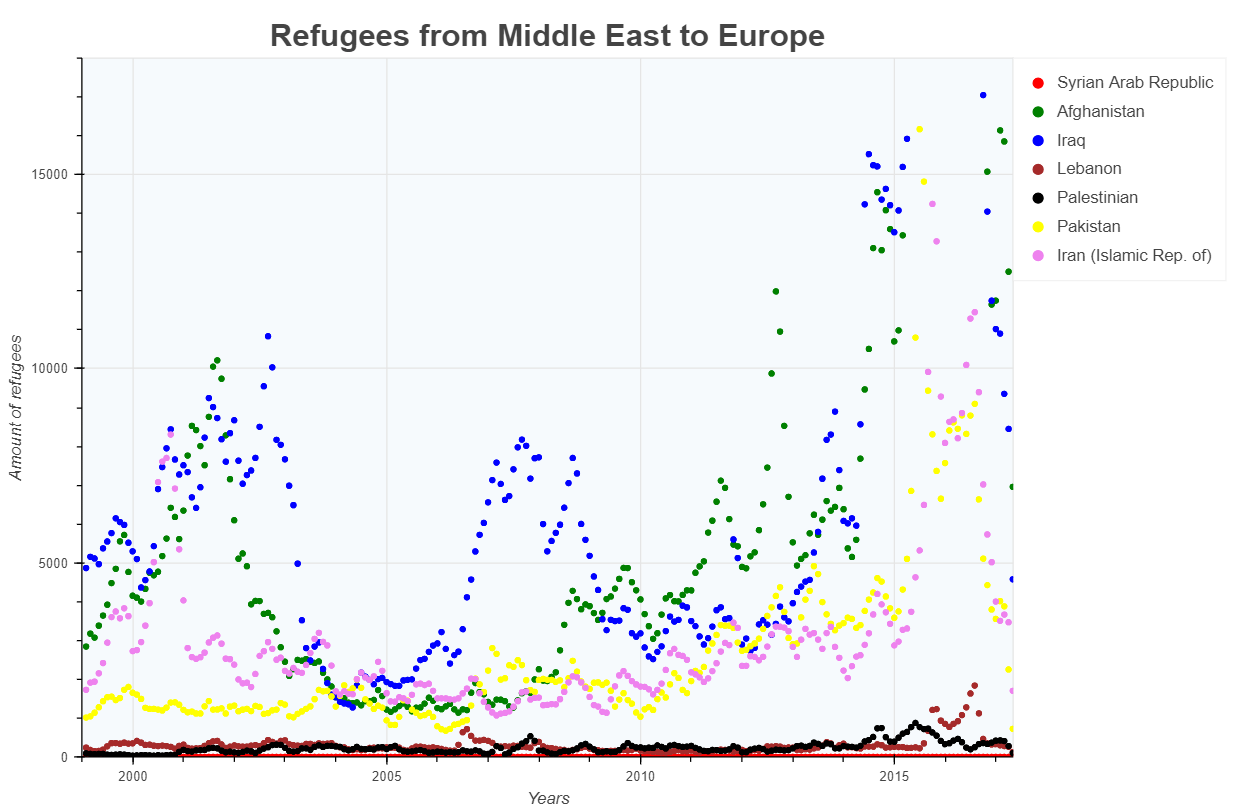 Refugees from Middle East to Europe
Syrian Arab Republic
Afghanistan
Iraq
Lebanon
Palestinian
Pakistan
Iran (Islamic Rep. of)
Amount of refugees
15000
10000
5000
0
2000
2005
2010
2015
Years